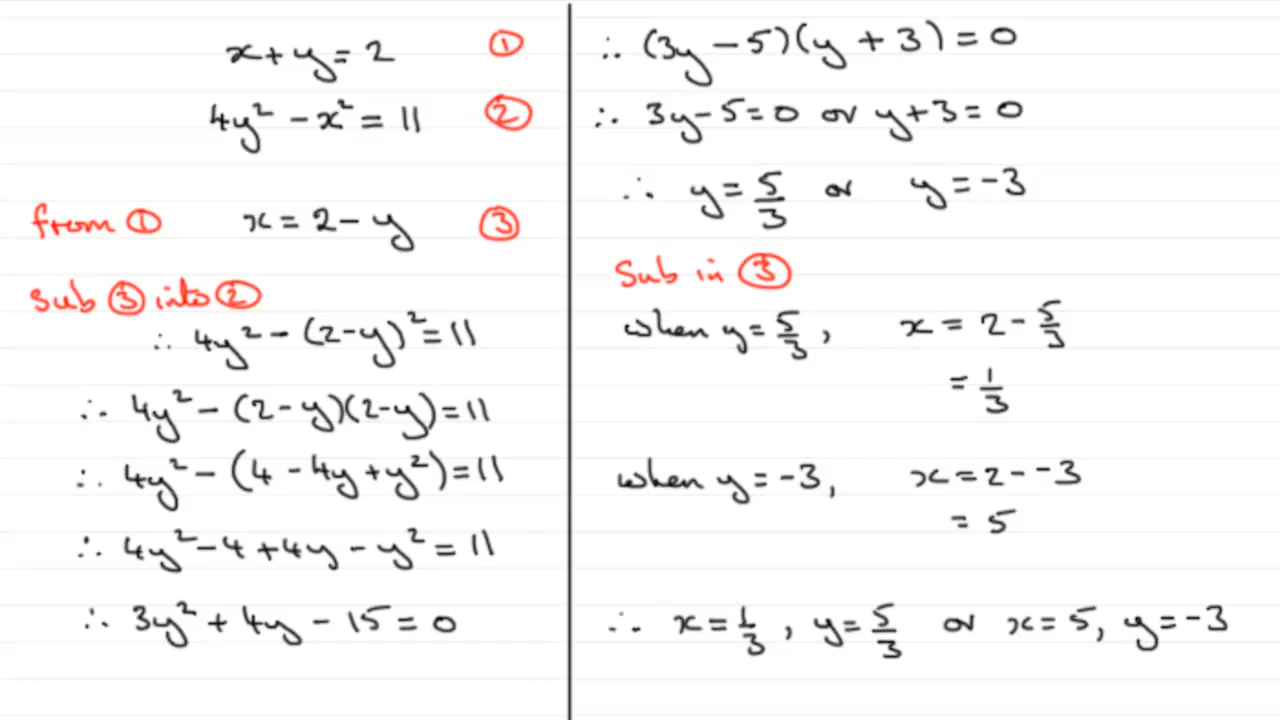 x + y = 2 ①
4y² - x² = 11 ②
from ① x = 2 - y ③
Sub ③ into ②
∴ 4y² - (2-y)² = 11
∴ 4y² - (2-y)(2-y) = 11
∴ 4y² - (4 - 4y + y²) = 11
∴ 4y² - 4 + 4y - y² = 11
∴ 3y² + 4y - 15 = 0
∴ (3y - 5)(y + 3) = 0
∴ 3y - 5 = 0 or y + 3 = 0
∴ y = 5/3 or y = -3
Sub in ③
when y = 5/3, x = 2 - 5/3
= 1/3
when y = -3, x = 2 - -3
= 5
∴ x = 1/3, y = 5/3 or x = 5, y = -3